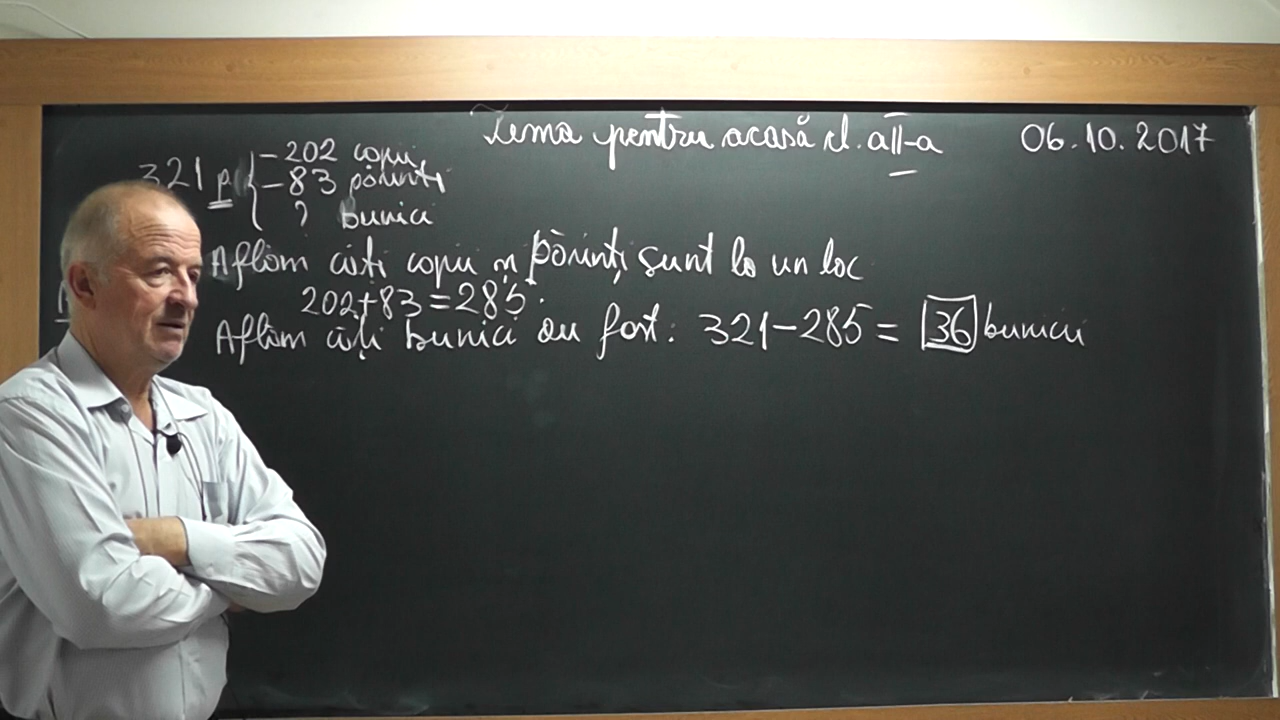 Tema pentru acasă cl. a II-a 06.10.2017
321 p { - 202 copii
- 83 părinți
? bunici
Aflăm câți copii și părinți sunt la un loc
202+83=285.
Aflăm câți bunici au fost: 321-285= 36 bunici